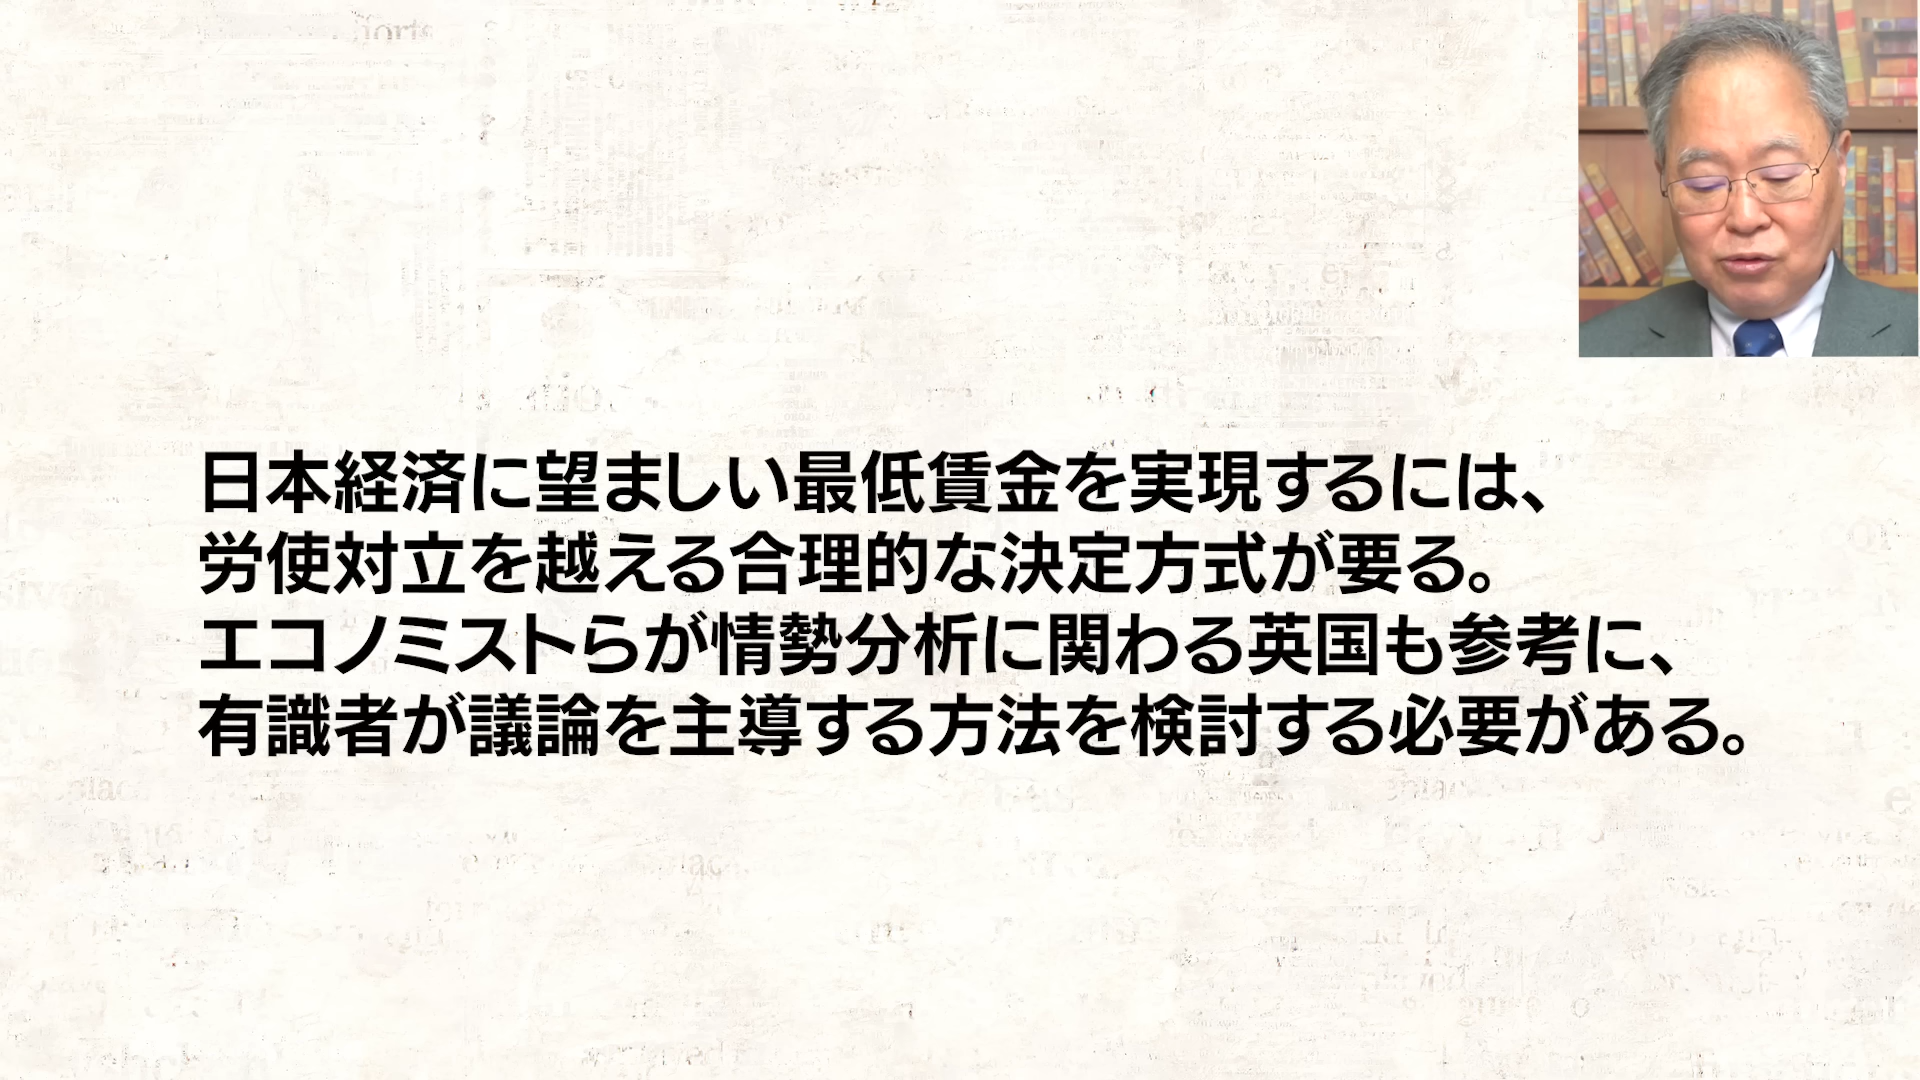 日本経済に望ましい最低賃金を実現するには、
労使対立を越える合理的な決定方式が要る。
エコノミストらが情勢分析に関わる英国も参考に、
有識者が議論を主導する方法を検討する必要がある。